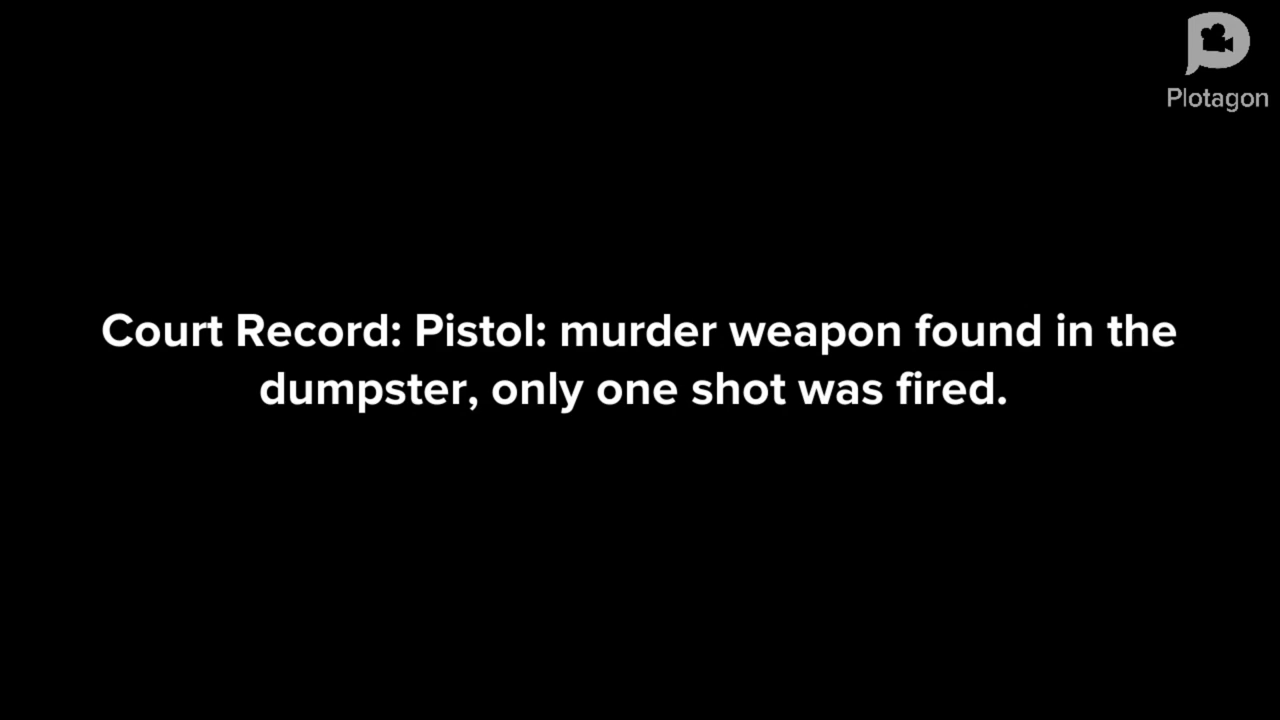 Plotagon
Court Record: Pistol: murder weapon found in the
dumpster, only one shot was fired.